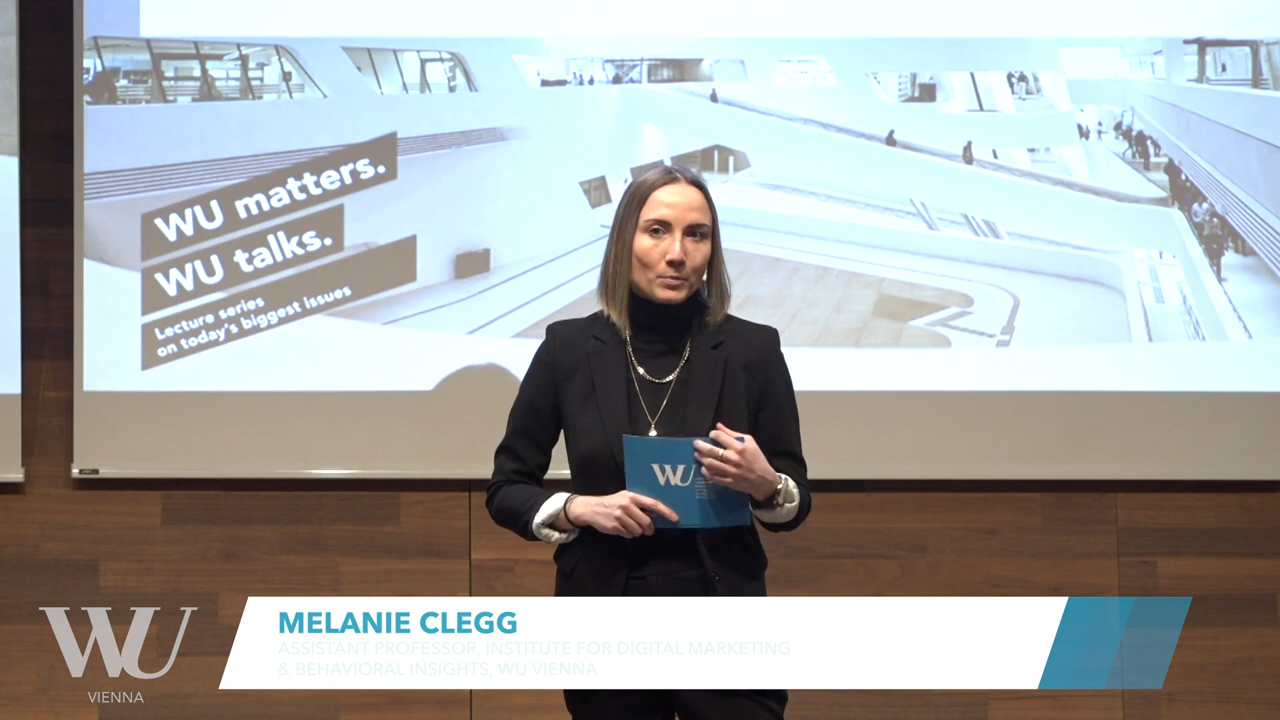 WU matters.
WU talks.
Lecture series
on today's biggest issues
WU
WU
VIENNA
MELANIE CLEGG
ASSISTANT PROFESSOR, INSTITUTE FOR DIGITAL MARKETING
& BEHAVIORAL INSIGHTS, WU VIENNA